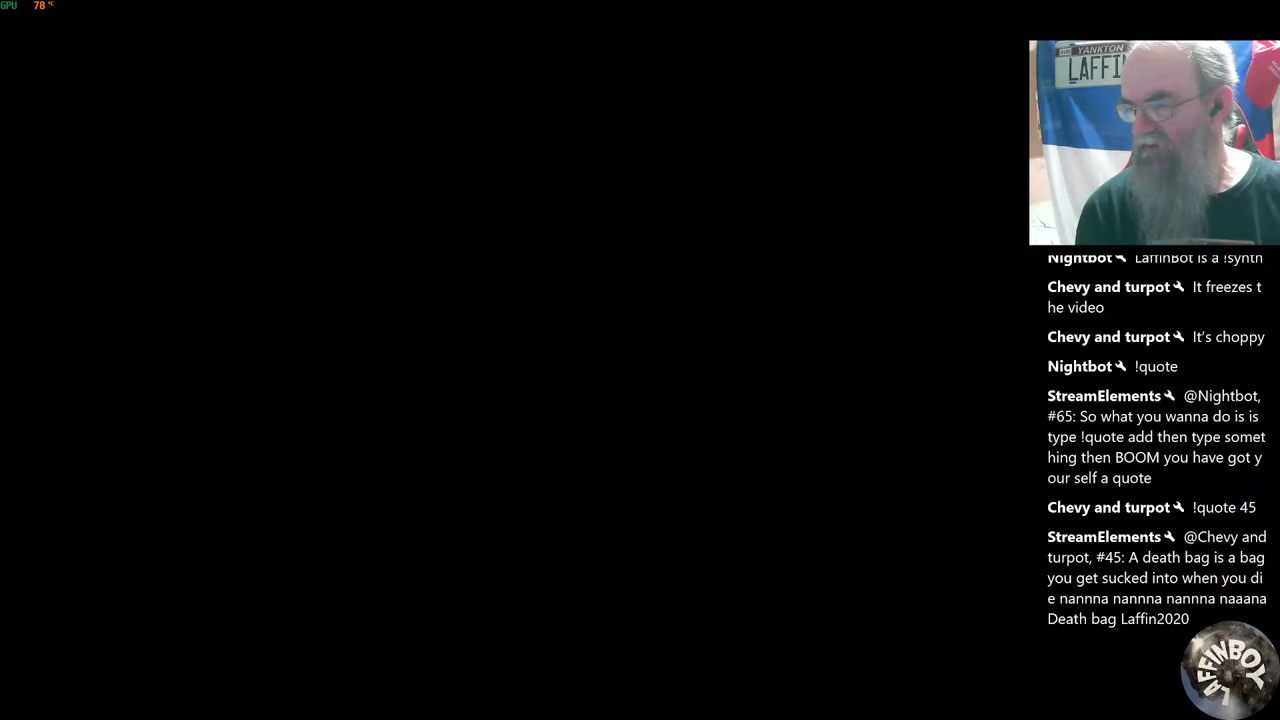 GPU 78 °C
YANKTON
LAFFI
Nightbot LaffinBot is a !synth
Chevy and turpot It freezes t
he video
Chevy and turpot It's choppy
Nightbot !quote
StreamElements @Nightbot,
#65: So what you wanna do is is
type !quote add then type somet
hing then BOOM you have got y
our self a quote
Chevy and turpot !quote 45
StreamElements @Chevy and
turpot, #45: A death bag is a bag
you get sucked into when you di
e nannna nannna nannna naaana
Death bag Laffin2020
LAFFINBOY